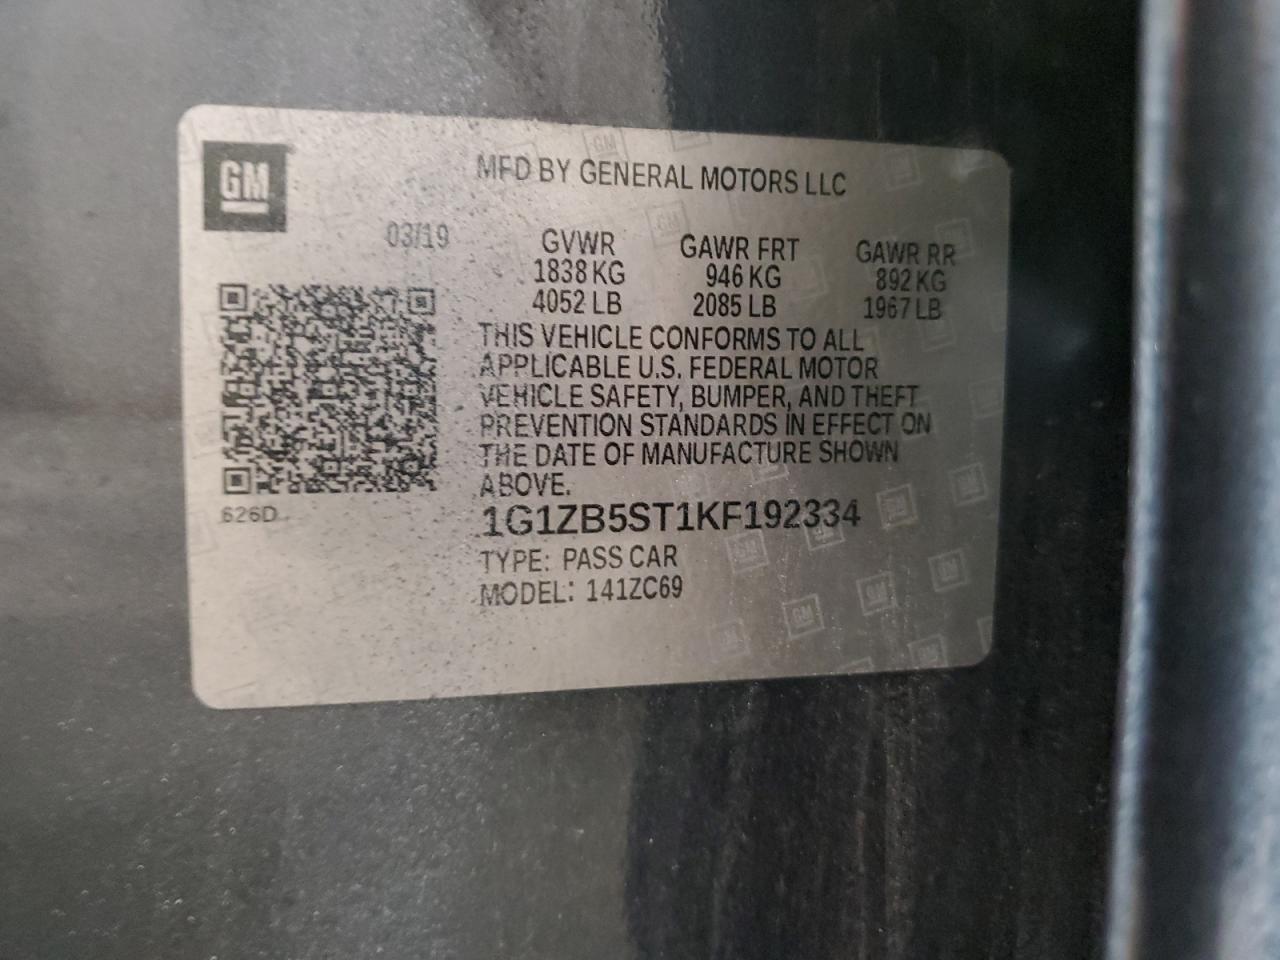 GM
MFD BY GENERAL MOTORS LLC
03/19
GVWR GAWR FRT GAWR RR
1838 KG 946 KG 892 KG
4052 LB 2085 LB 1967 LB
THIS VEHICLE CONFORMS TO ALL
APPLICABLE U.S. FEDERAL MOTOR
VEHICLE SAFETY, BUMPER, AND THEFT
PREVENTION STANDARDS IN EFFECT ON
THE DATE OF MANUFACTURE SHOWN
ABOVE.
626D
1G1ZB5ST1KF192334
TYPE: PASS CAR
MODEL: 141ZC69